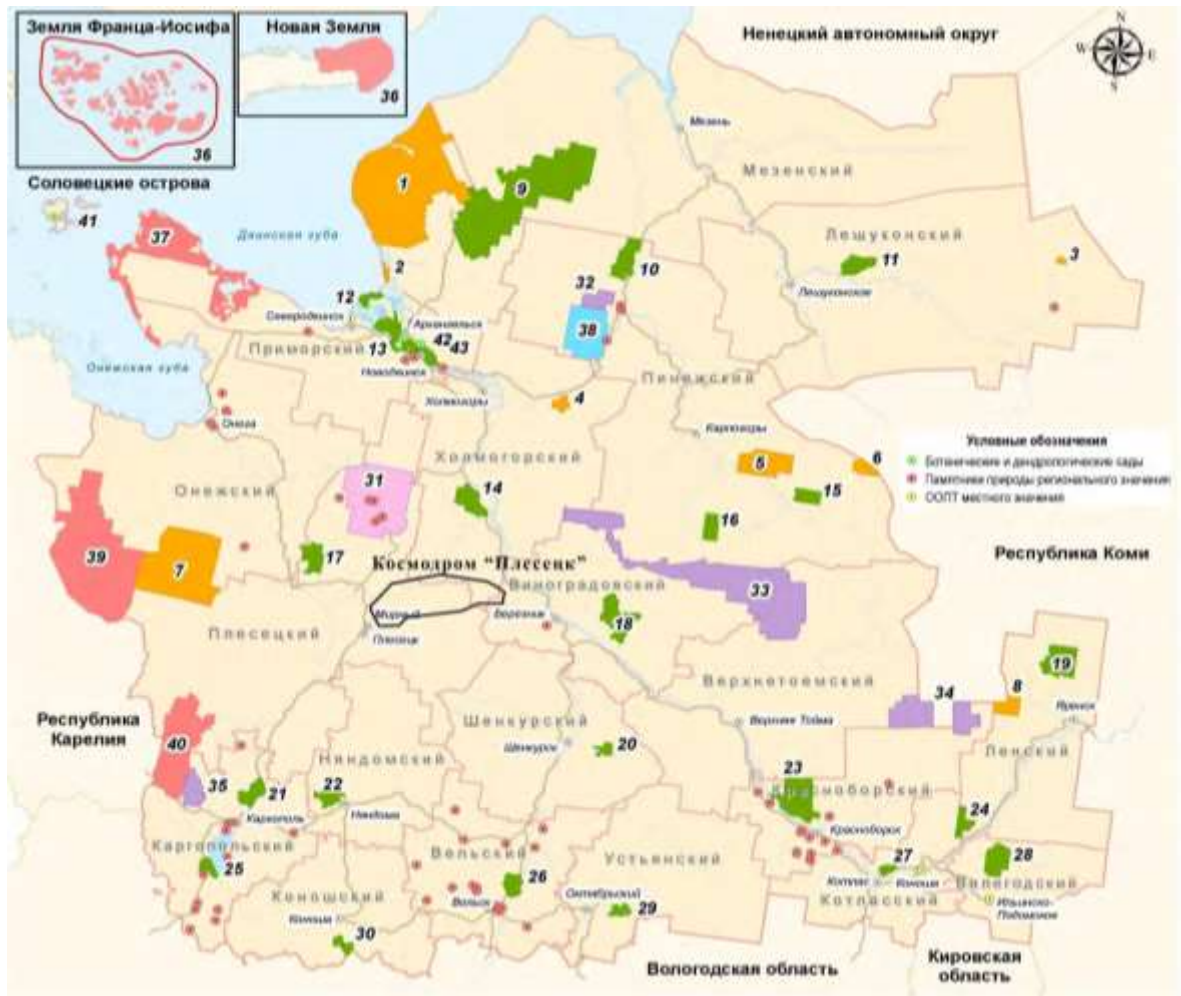 Земля Франца-Иосифа
36
Новая Земля
36
Ненецкий автономный округ
N
W
E
S
Соловецкие острова
41
37
Двинская губа
1
9
Мезень
Мезенский
Лешуконский
3
11
Лешуконское
2
10
32
38
12
Северодвинск
Архангельск
42
43
13
Приморский
Новодвинск
Онежская губа
Холмогоры
4
Пинежский
Онега
Карпогоры
Холмогорский
5
6
Условные обозначения
Ботанические и дендрологические сады
Памятники природы регионального значения
ООПТ местного значения
31
Онежский
14
15
16
39
7
17
Космодром "Плесецк"
Республика Коми
Виноградовский
33
Мирный
Березник
Плесецк
Плесецкий
18
19
Верхнетоемский
34
8
Яренск
Республика
Карелия
40
Шенкурский
Шенкурск
Верхняя Тойма
20
Ленский
Няндомский
35
21
22
23
Красноборский
24
Каргополь
Няндома
Красноборск
Каргопольский
25
Вельский
Устьянский
26
27
28
Коношский
Октябрьский
Котлас
Коряжма
Вилегодский
Вельск
29
Котласский
Ильинско-
Подомское
Коноша
30
Вологодская область
Кировская
область